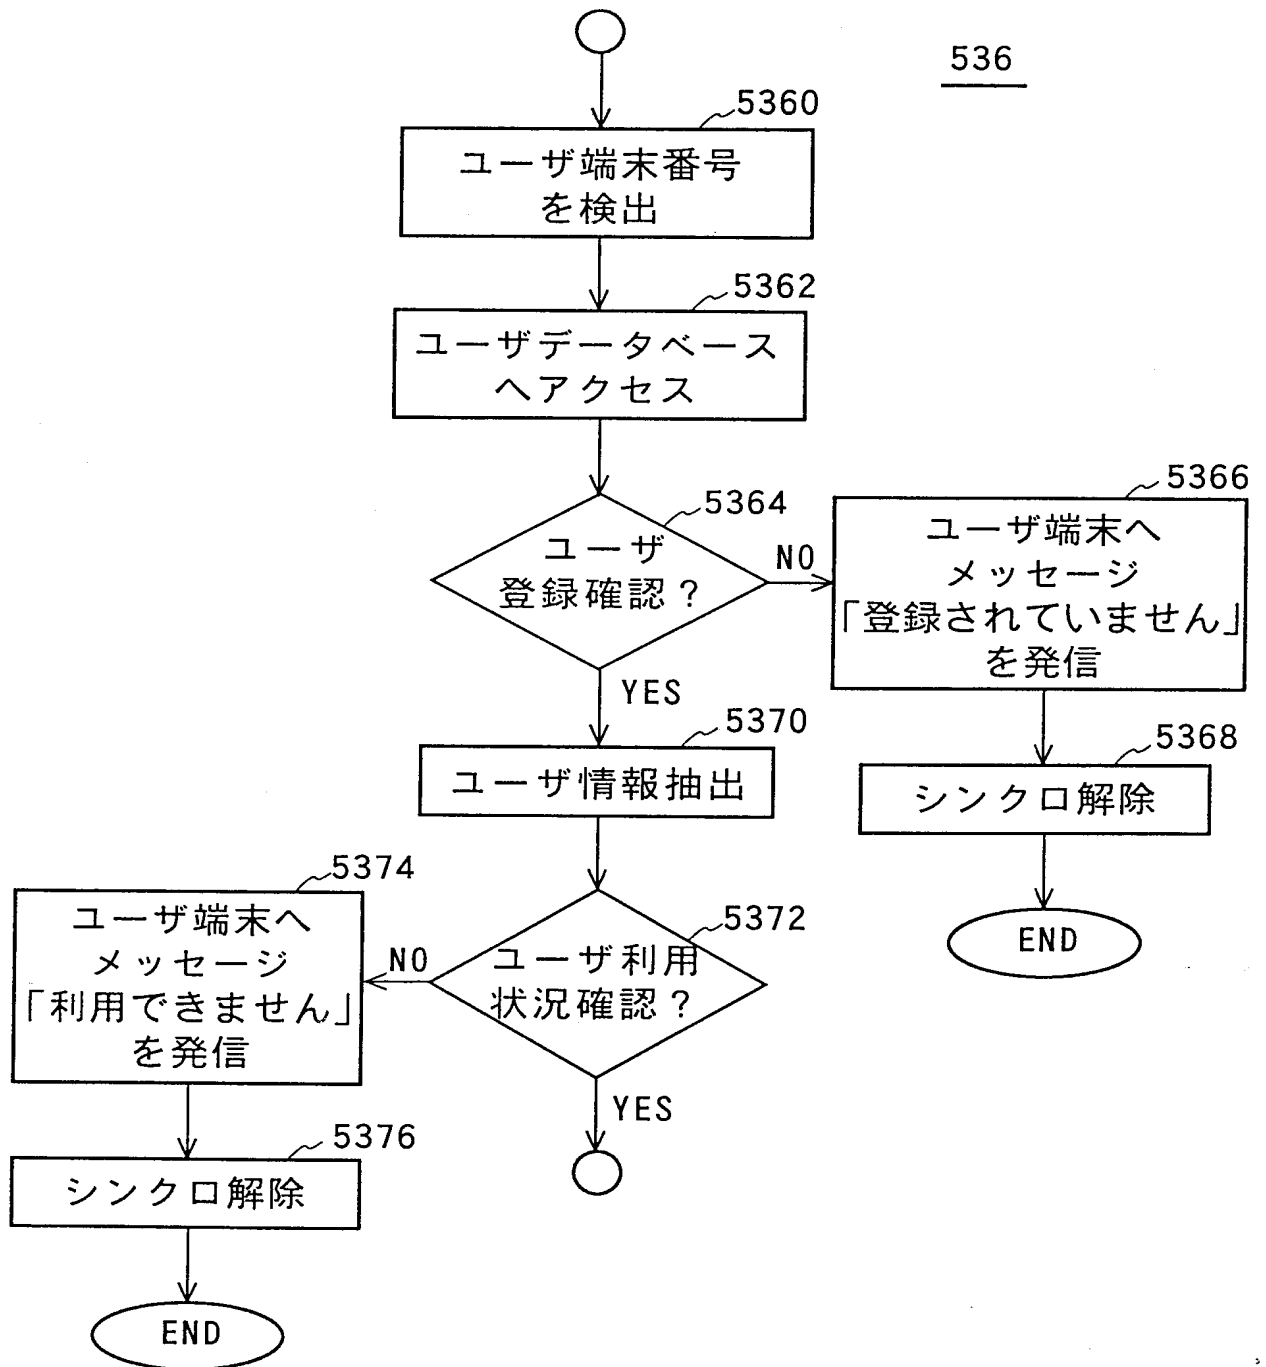 536
5360
ユーザ端末番号
を検出
5362
ユーザデータベース
へアクセス
5364
ユーザ
登録確認？
NO
YES
5366
ユーザ端末へ
メッセージ
「登録されていません」
を発信
5368
シンクロ解除
END
5370
ユーザ情報抽出
5372
ユーザ利用
状況確認？
NO
YES
5374
ユーザ端末へ
メッセージ
「利用できません」
を発信
5376
シンクロ解除
END